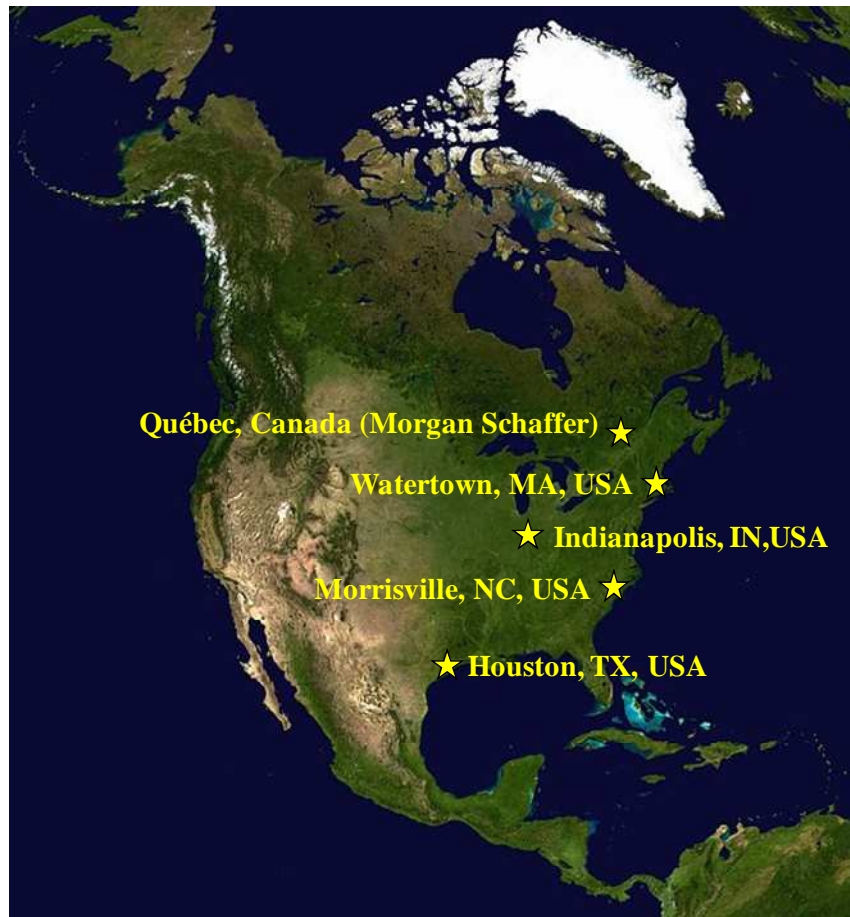 Québec, Canada (Morgan Schaffer)
Watertown, MA, USA
Indianapolis, IN,USA
Morrisville, NC, USA
Houston, TX, USA